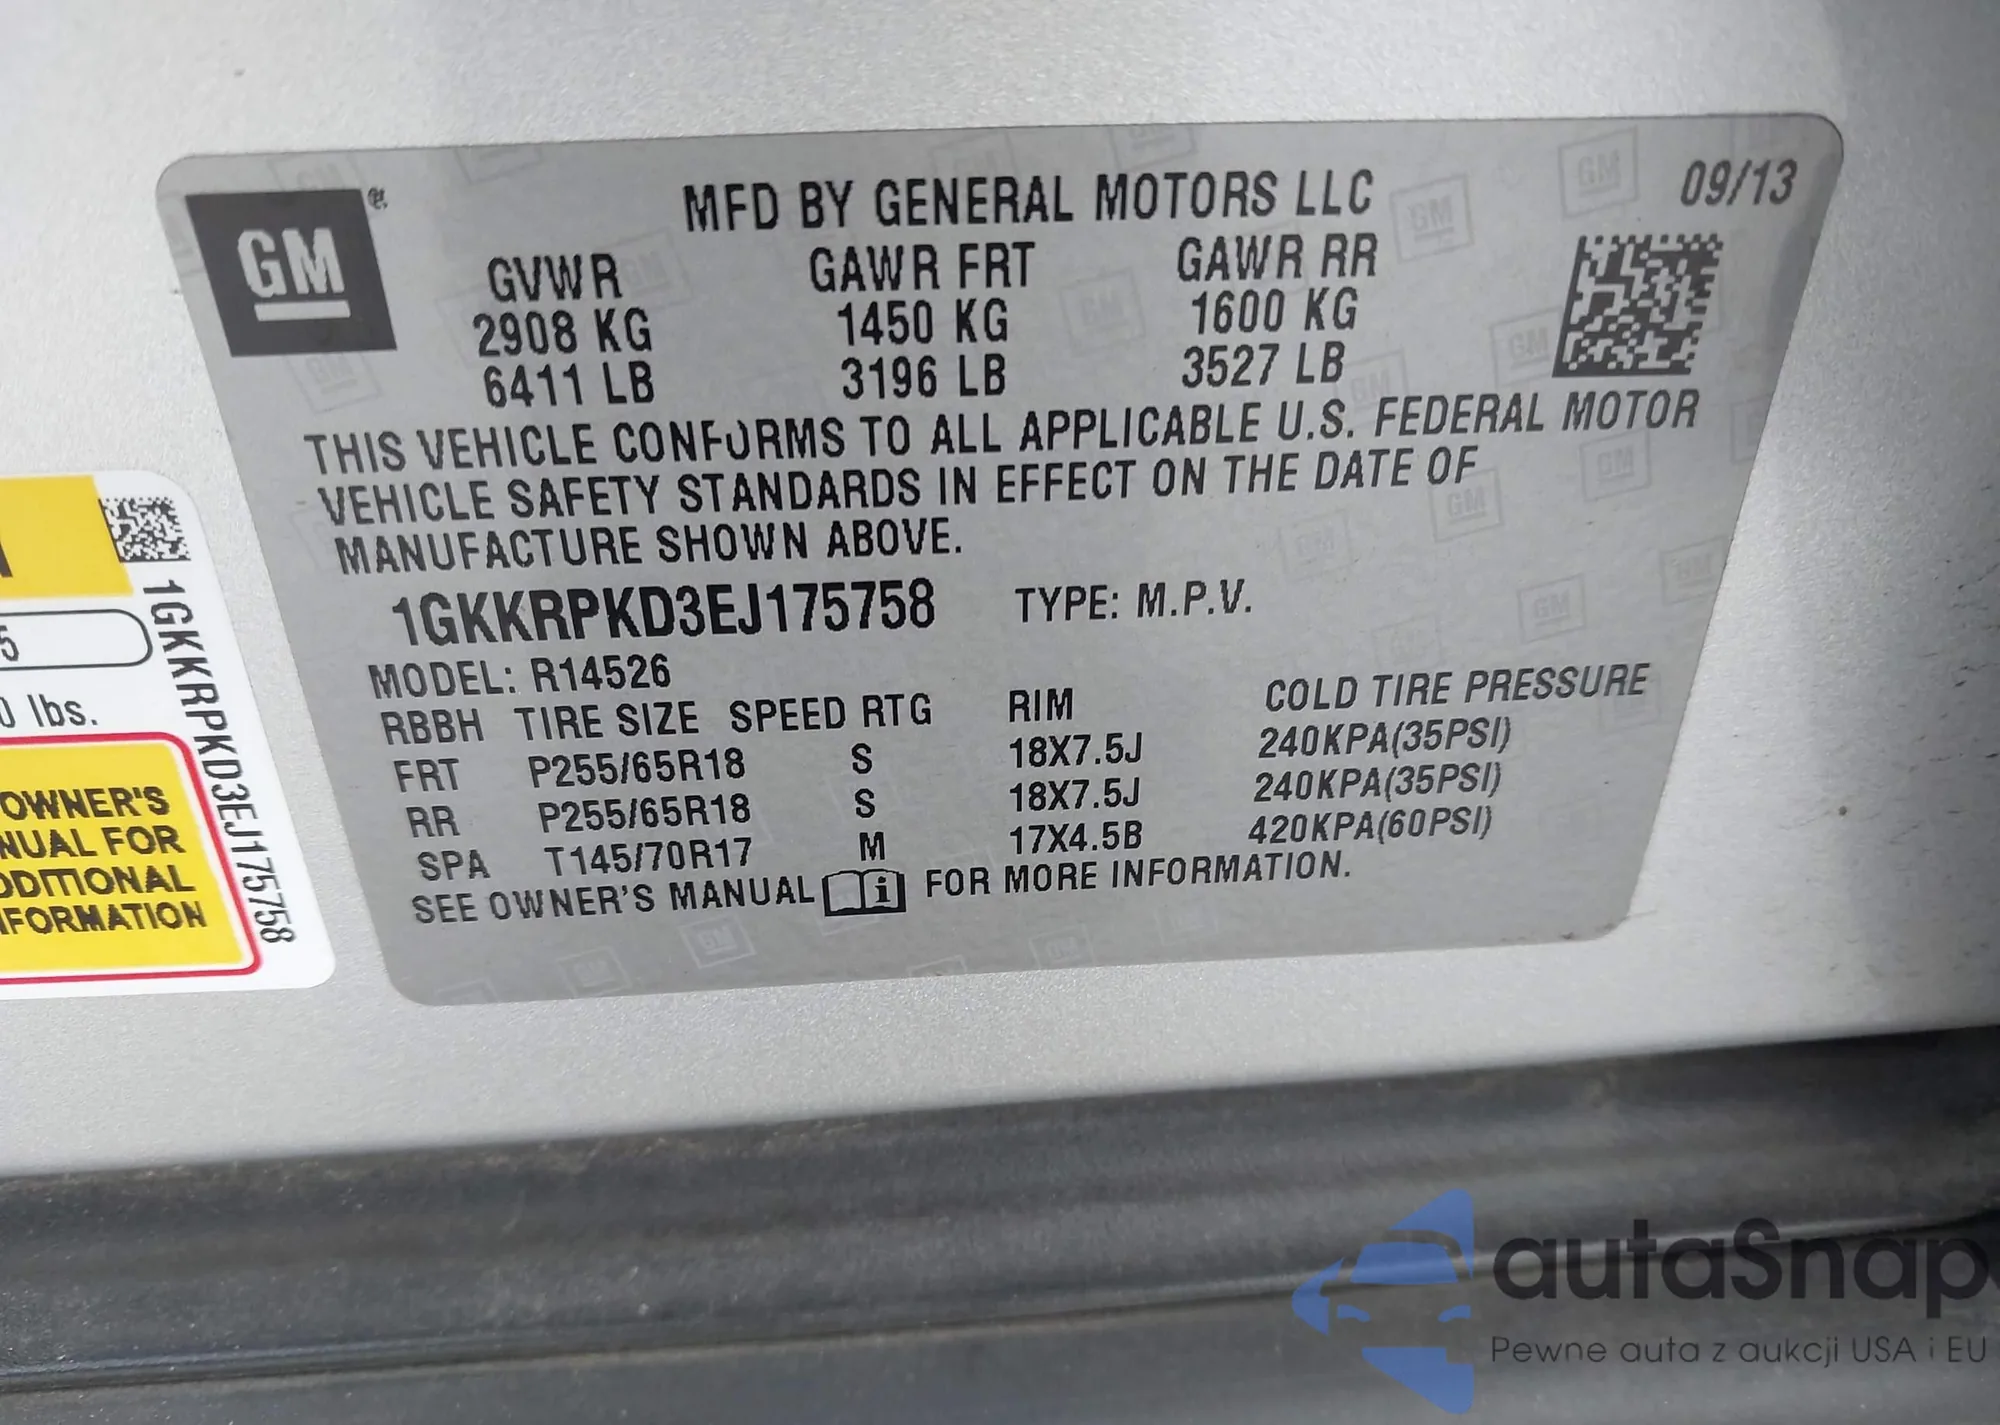 GM
MFD BY GENERAL MOTORS LLC
09/13
GVWR GAWR FRT GAWR RR
2908 KG 1450 KG 1600 KG
6411 LB 3196 LB 3527 LB
THIS VEHICLE CONFORMS TO ALL APPLICABLE U.S. FEDERAL MOTOR
VEHICLE SAFETY STANDARDS IN EFFECT ON THE DATE OF
MANUFACTURE SHOWN ABOVE.
1GKKRPKD3EJ175758 TYPE: M.P.V.
MODEL: R14526
RBBH TIRE SIZE SPEED RTG RIM COLD TIRE PRESSURE
FRT P255/65R18 S 18X7.5J 240KPA(35PSI)
RR P255/65R18 S 18X7.5J 240KPA(35PSI)
SPA T145/70R17 M 17X4.5B 420KPA(60PSI)
SEE OWNER'S MANUAL i FOR MORE INFORMATION.
1GKKRPKD3EJ175758
5
0 lbs.
OWNER'S
NUAL FOR
DDITIONAL
NFORMATION
autaSnap
Pewne auta z aukcji USA i EU